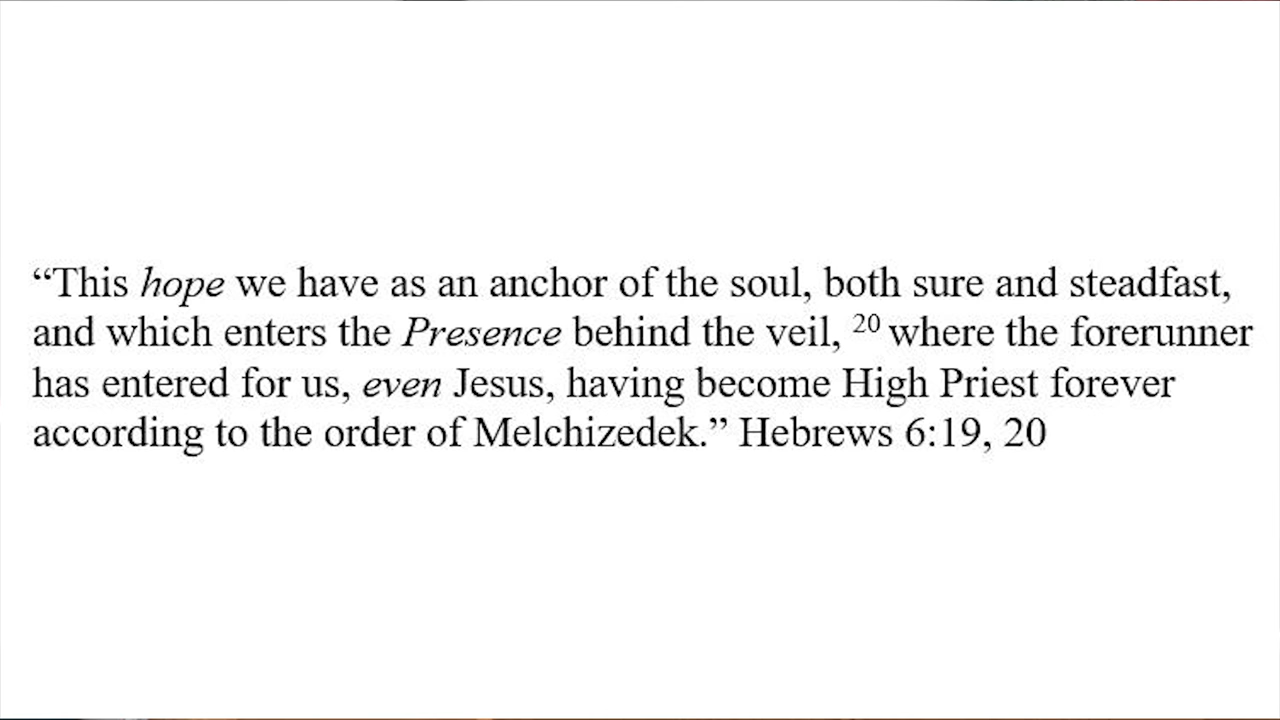 “This hope we have as an anchor of the soul, both sure and steadfast,
and which enters the Presence behind the veil, 20 where the forerunner
has entered for us, even Jesus, having become High Priest forever
according to the order of Melchizedek.” Hebrews 6:19, 20